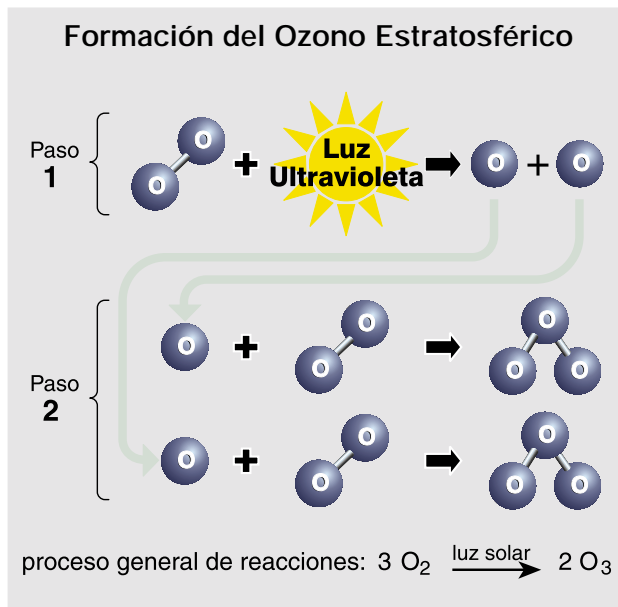 Formación del Ozono Estratosférico
Paso
1
O
O
+
Luz
Ultravioleta
O + O
Paso
2
O + O O O O O
O + O O O O O
proceso general de reacciones: 3 O₂ luz solar 2 O₃